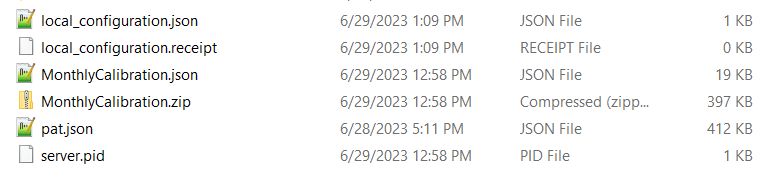 local_configuration.json 6/29/2023 1:09 PM JSON File 1 KB
local_configuration.receipt 6/29/2023 1:09 PM RECEIPT File 0 KB
MonthlyCalibration.json 6/29/2023 12:58 PM JSON File 19 KB
MonthlyCalibration.zip 6/29/2023 12:58 PM Compressed (zipp... 397 KB
pat.json 6/28/2023 5:11 PM JSON File 412 KB
server.pid 6/29/2023 12:58 PM PID File 1 KB